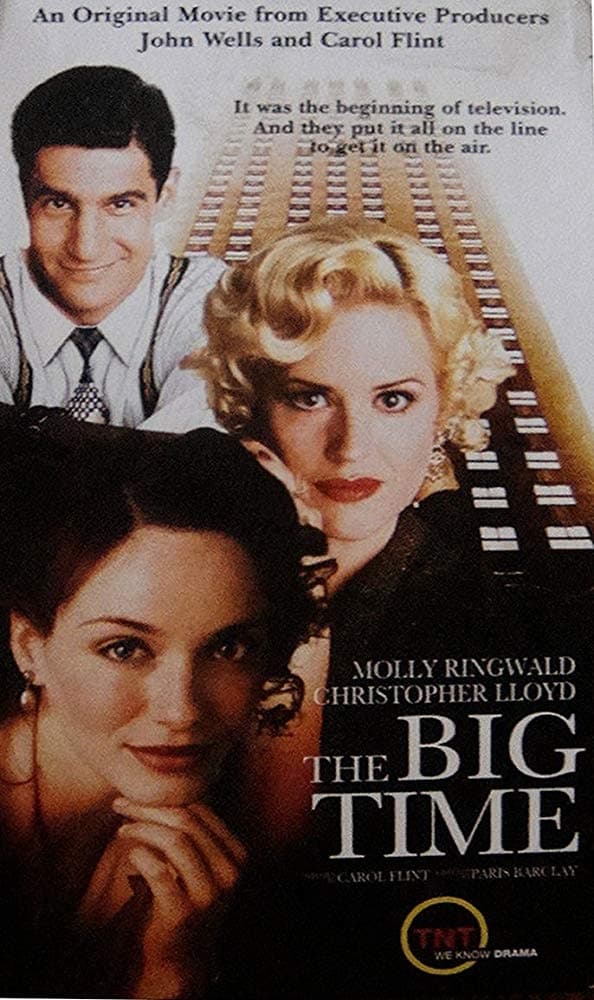 An Original Movie from Executive Producers
John Wells and Carol Flint
It was the beginning of television.
And they put it all on the line
to get it on the air.
MOLLY RINGWALD
CHRISTOPHER LLOYD
THE BIG
TIME
CAROL FLINT PARIS BARCLAY
TNT
WE KNOW DRAMA